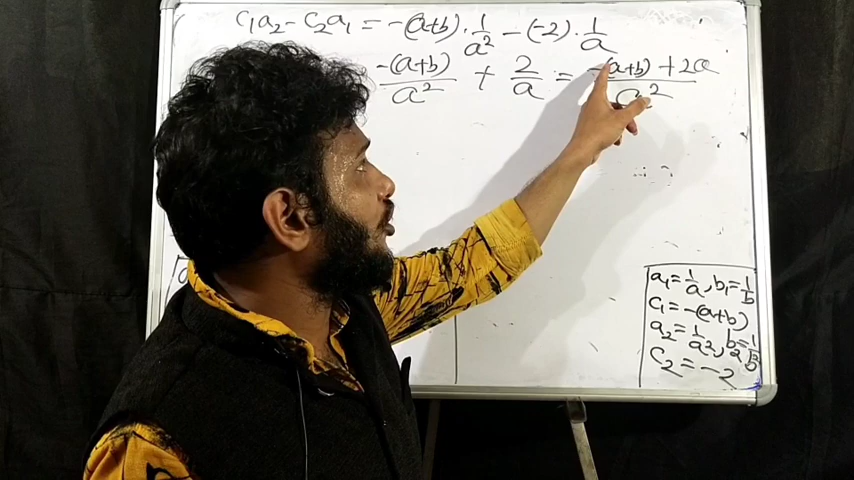 C₁a₂ - C₂a₁ = -(a+b) · 1/a² - (-2) · 1/a
-(a+b)/a² + 2/a = -(a+b) + 2a/a²
a₁ = 1/a, b₁ = 1/b
C₁ = -(a+b)
a₂ = 1/a², b₂ = 1/b²
C₂ = -2